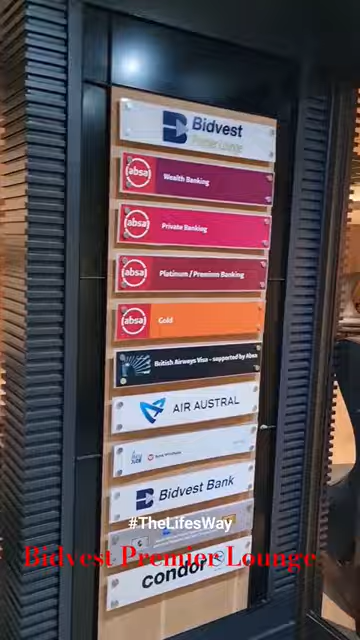 Bidvest
Premier Lounge
(absa)
Wealth Banking
(absa)
Private Banking
(absa)
Platinum / Premium Banking
(absa)
Gold
British Airways Visa - supported by Absa
AIR AUSTRAL
Bidvest Bank
#TheLifesWay
Bidvest Premier Lounge
condor